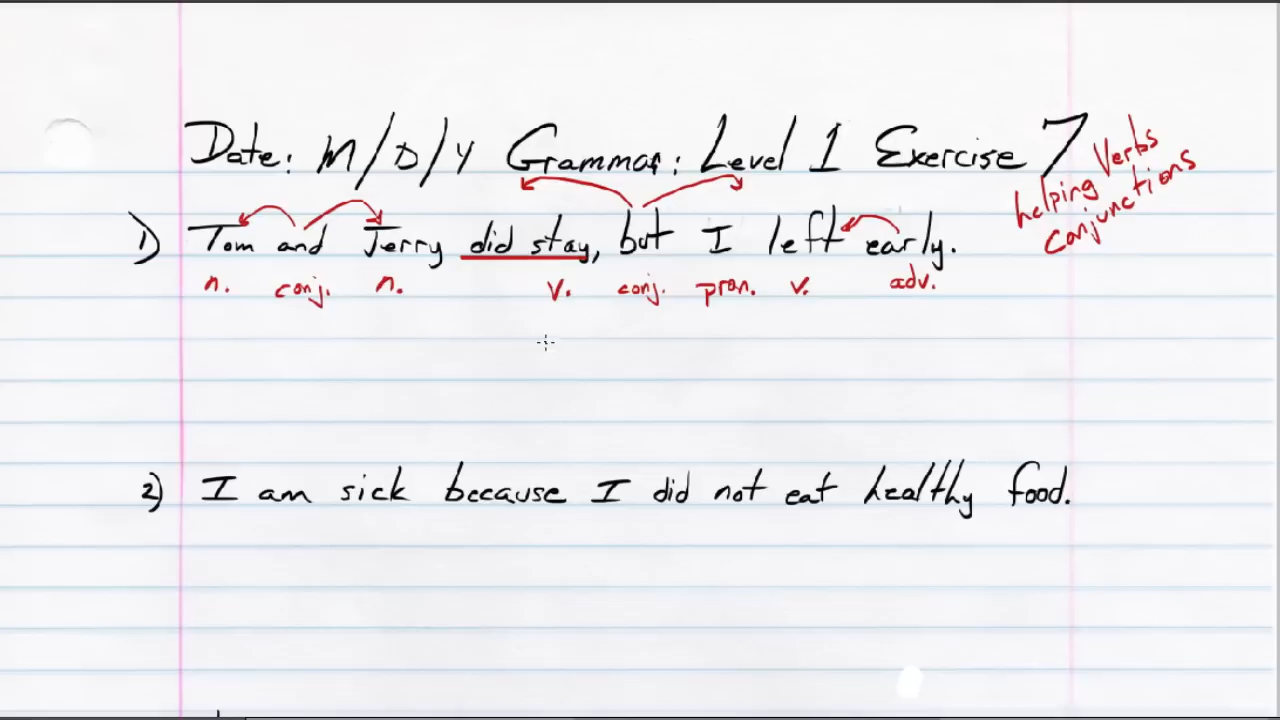 Date: M/D/Y Grammar: Level 1 Exercise 7
helping Verbs
conjunctions
1) Tom and Jerry did stay, but I left early.
n. conj. n. v. conj. pron. v. adv.
2) I am sick because I did not eat healthy food.